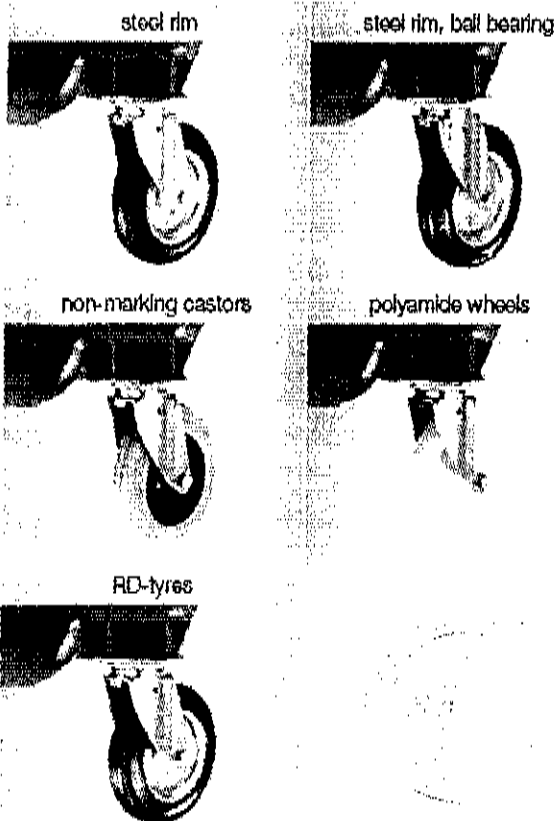 steel rim
steel rim, ball bearing
non-marking castors
polyamide wheels
RD-tyres